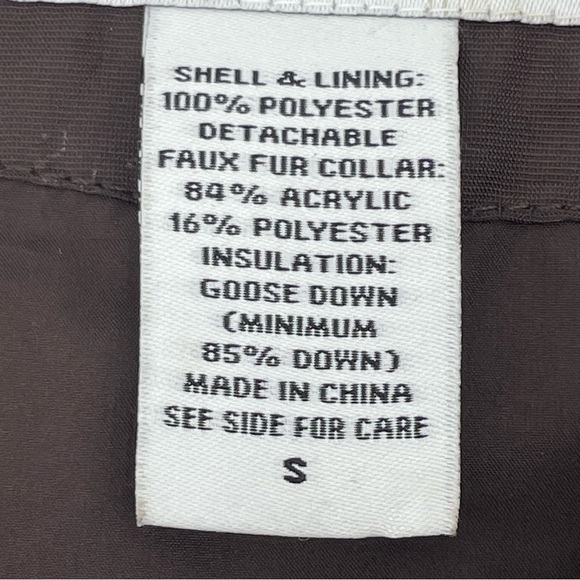 SHELL & LINING:
100% POLYESTER
DETACHABLE
FAUX FUR COLLAR:
84% ACRYLIC
16% POLYESTER
INSULATION:
GOOSE DOWN
(MINIMUM
85% DOWN)
MADE IN CHINA
SEE SIDE FOR CARE
S